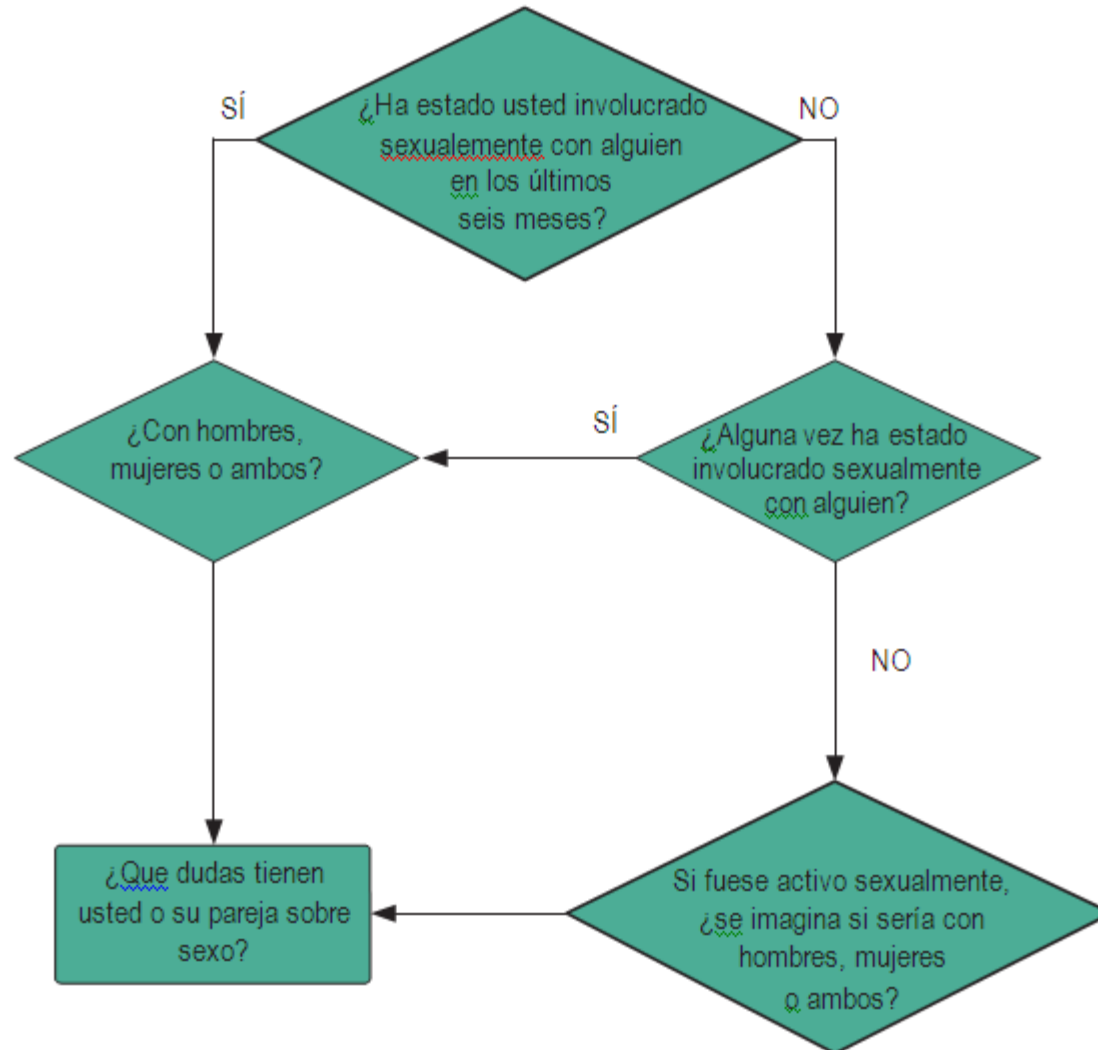 ¿Ha estado usted involucrado
sexualemente con alguien
en los últimos
seis meses?
SÍ
NO
¿Con hombres,
mujeres o ambos?
SÍ
¿Alguna vez ha estado
involucrado sexualmente
con alguien?
NO
¿Que dudas tienen
usted o su pareja sobre
sexo?
Si fuese activo sexualmente,
¿se imagina si sería con
hombres, mujeres
o ambos?